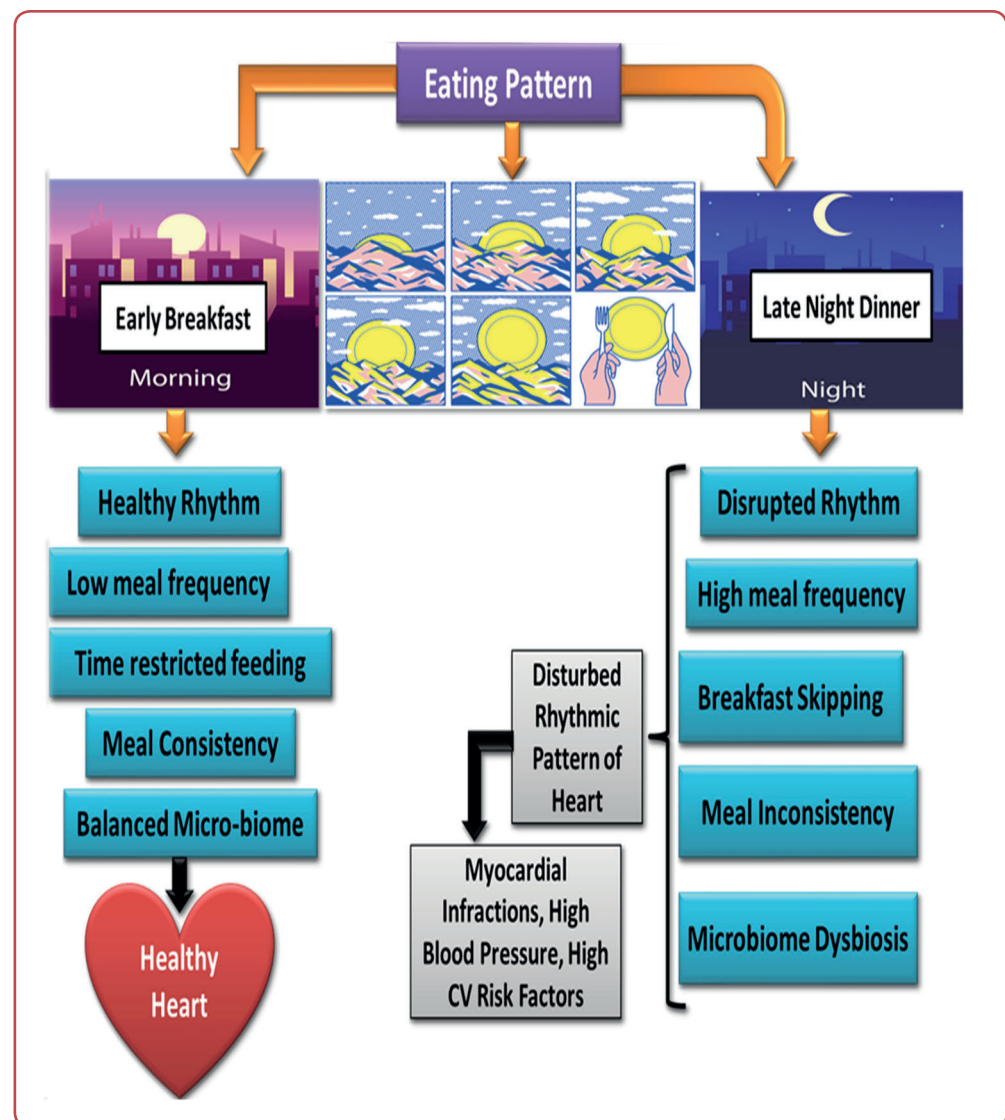 Eating Pattern
Early Breakfast
Morning
Late Night Dinner
Night
Healthy Rhythm
Low meal frequency
Time restricted feeding
Meal Consistency
Balanced Micro-biome
Healthy
Heart
Disturbed
Rhythmic
Pattern of
Heart
Myocardial
Infractions, High
Blood Pressure, High
CV Risk Factors
Disrupted Rhythm
High meal frequency
Breakfast Skipping
Meal Inconsistency
Microbiome Dysbiosis